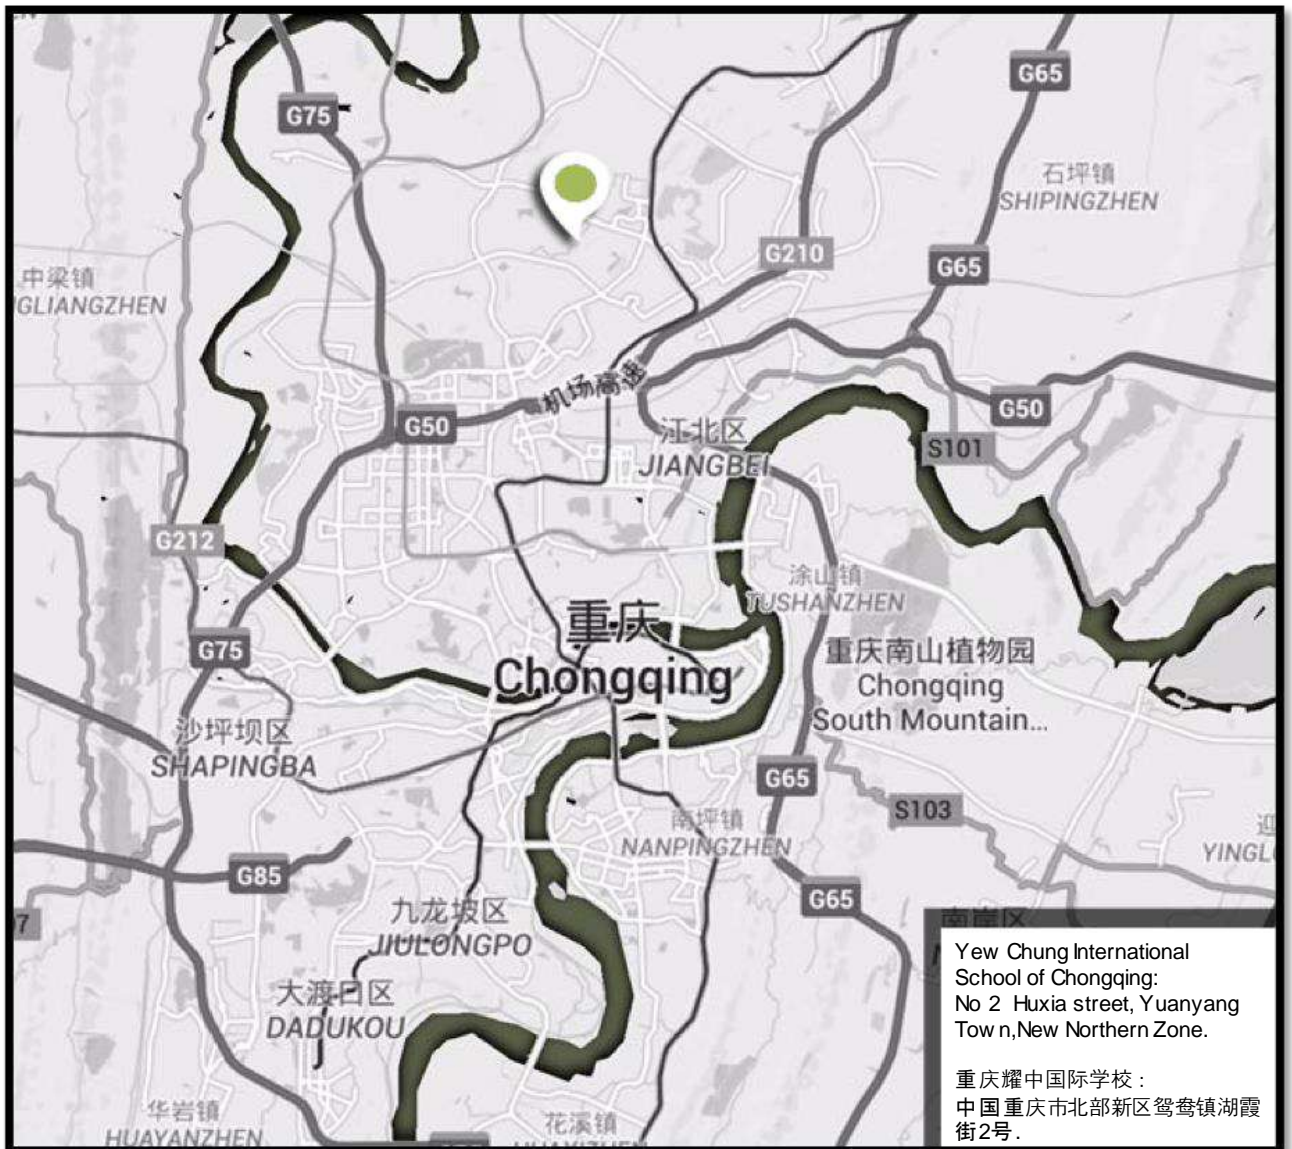 G65
G75
石坪镇
SHIPINGZHEN
G210
G65
中梁镇
GLIANGZHEN
机场高速
G50
G50
江北区
JIANGBEI
S101
G212
涂山镇
TUSHANZHEN
重庆
Chongqing
重庆南山植物园
Chongqing
South Mountain...
G75
沙坪坝区
SHAPINGBA
G65
S103
南坪镇
NANPINGZHEN
迎
YINGL
G85
G65
九龙坡区
JIULONGPO
7
南岸区
大渡口区
DADUKOU
华岩镇
HUAYANZHEN
花溪镇
Yew Chung International
School of Chongqing:
No 2 Huxia street, Yuanyang
Town,New Northern Zone.
重庆耀中国际学校：
中国重庆市北部新区鸳鸯镇湖霞
街2号.